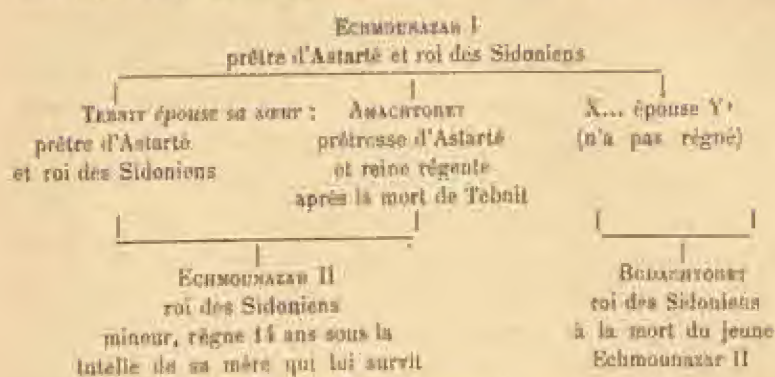 ECHMOUNAZAR I
prêtre d'Astarté et roi des Sidoniens
TEBNIT épouse sa sœur :
prêtre d'Astarté
et roi des Sidoniens
AMACHTORET
prêtresse d'Astarté
et reine régente
après la mort de Tebnit
X... épouse Y
(n'a pas régné)
ECHMOUNAZAR II
roi des Sidoniens
mineur, règne 14 ans sous la
tutelle de sa mère qui lui survit
BODACHTORET
roi des Sidoniens
à la mort du jeune
Echmounazar II